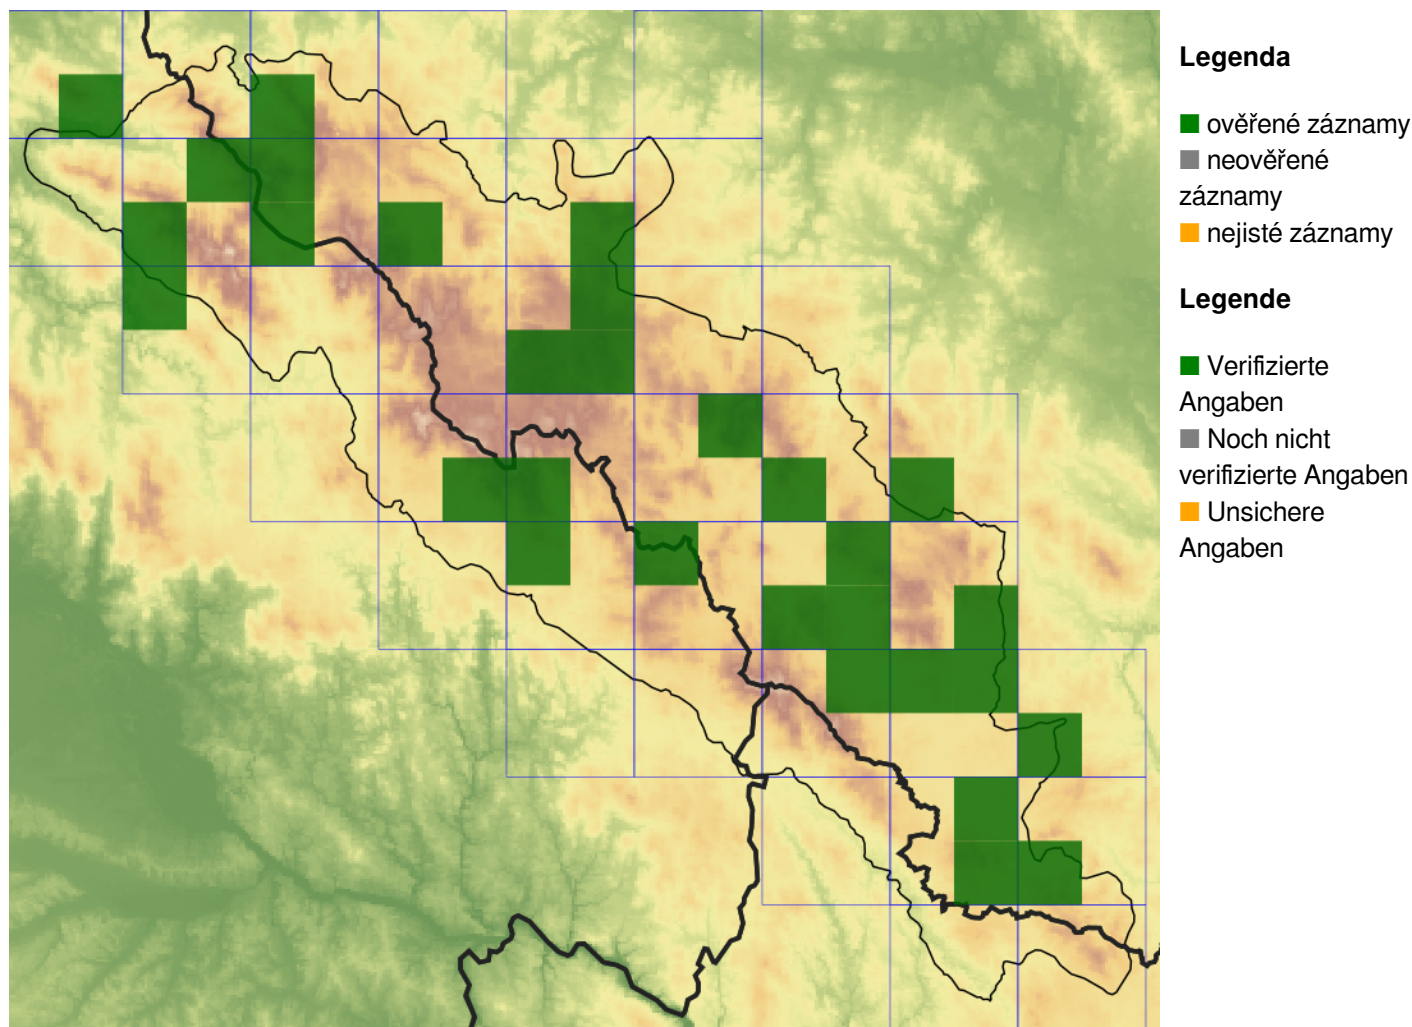 Legenda
ověřené záznamy
neověřené
záznamy
nejisté záznamy
Legende
Verifizierte
Angaben
Noch nicht
verifizierte Angaben
Unsichere
Angaben